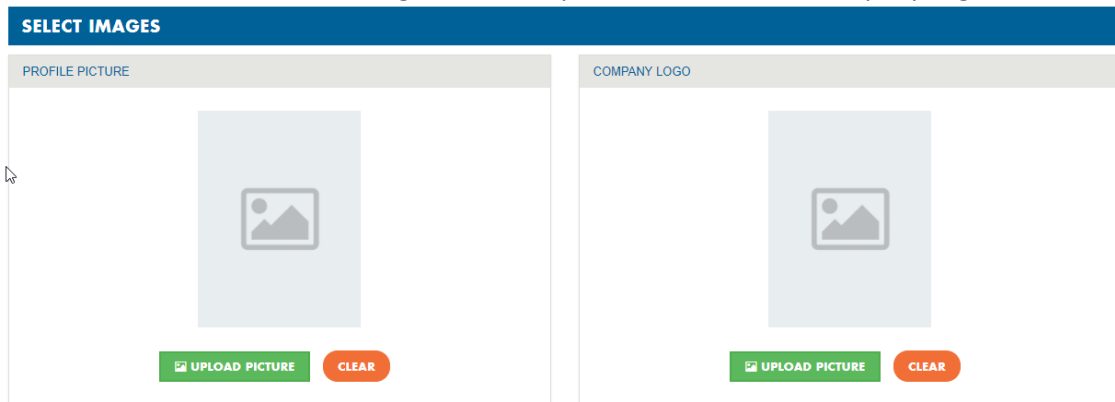 SELECT IMAGES
PROFILE PICTURE
COMPANY LOGO
UPLOAD PICTURE CLEAR
UPLOAD PICTURE CLEAR